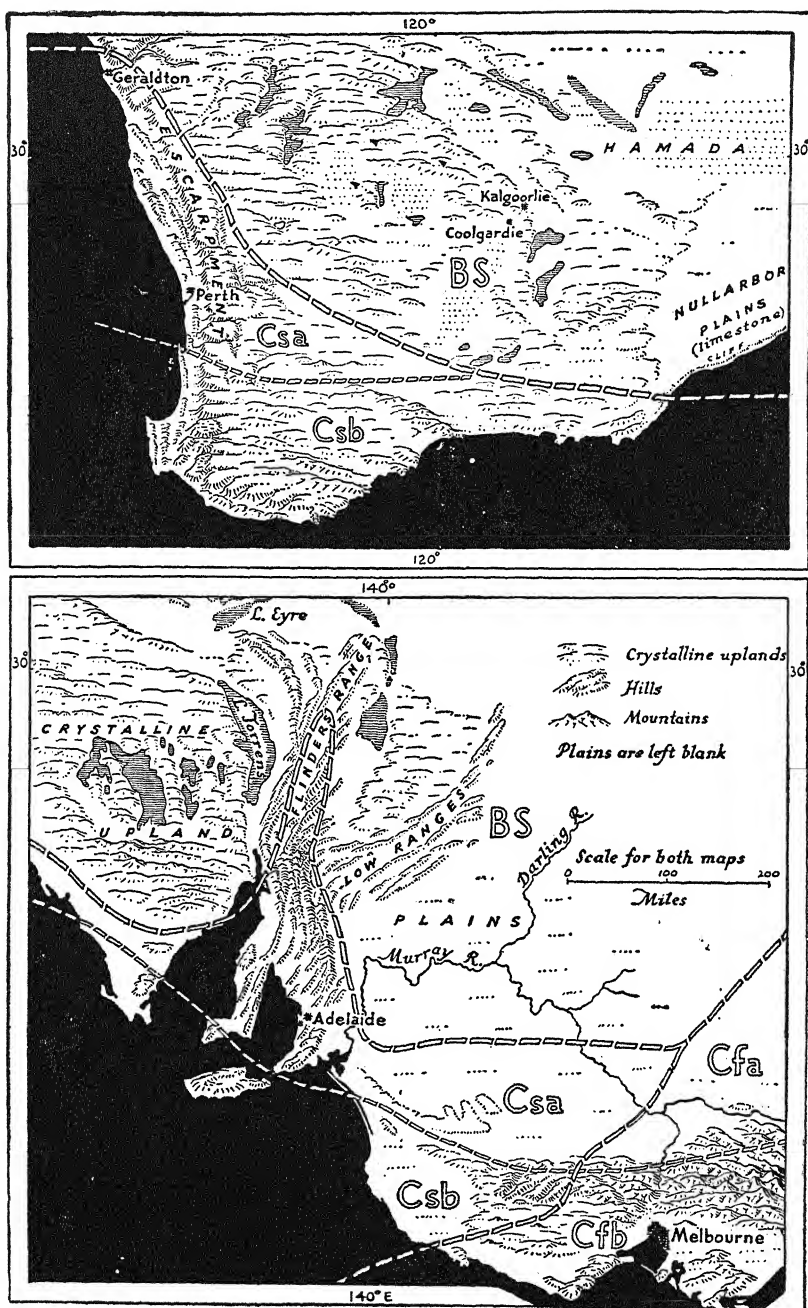 120°
Geraldton
30°
30°
HAMADA
ESCARPMENT
Kalgoorlie
Coolgardie
BS
NULLARBOR
PLAINS
(limestone)
CLIFF
Perth
Csa
Csb
120°
140°
L. Eyre
30°
30°
Crystalline uplands
Hills
Mountains
Plains are left blank
CRYSTALLINE
UPLAND
L. Torrens
FLINDERS RANGE
LOW RANGES
BS
Darling R.
Scale for both maps
0 100 200
Miles
PLAINS
Murray R.
Adelaide
Csa
Cfa
Csb
Cfb
Melbourne
140°E